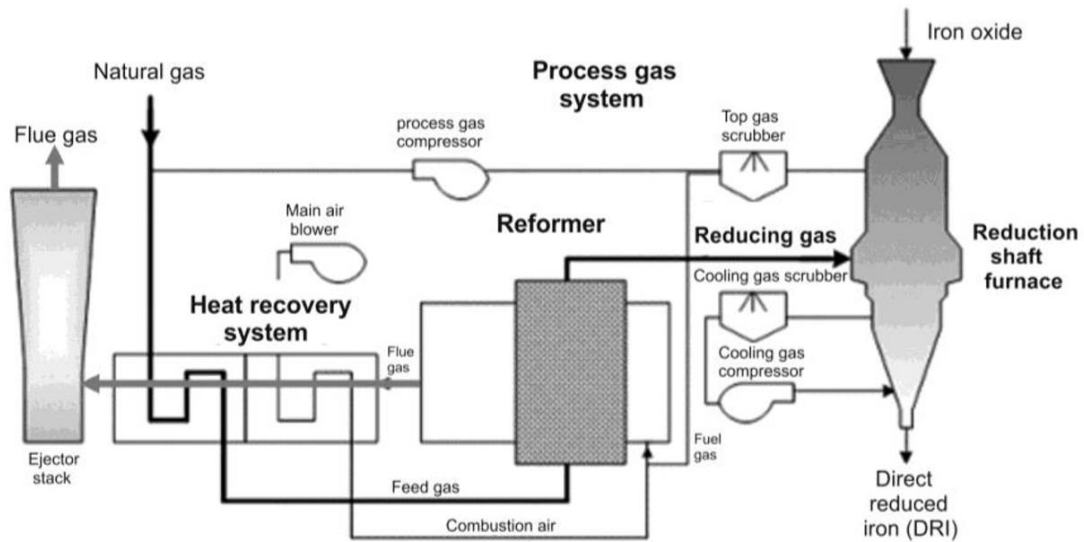 Iron oxide
Natural gas
Process gas
system
Flue gas
process gas
compressor
Top gas
scrubber
Main air
blower
Reformer
Reducing gas
Reduction
shaft
furnace
Cooling gas scrubber
Heat recovery
system
Flue
gas
Cooling gas
compressor
Fuel
gas
Ejector
stack
Feed gas
Combustion air
Direct
reduced
iron (DRI)